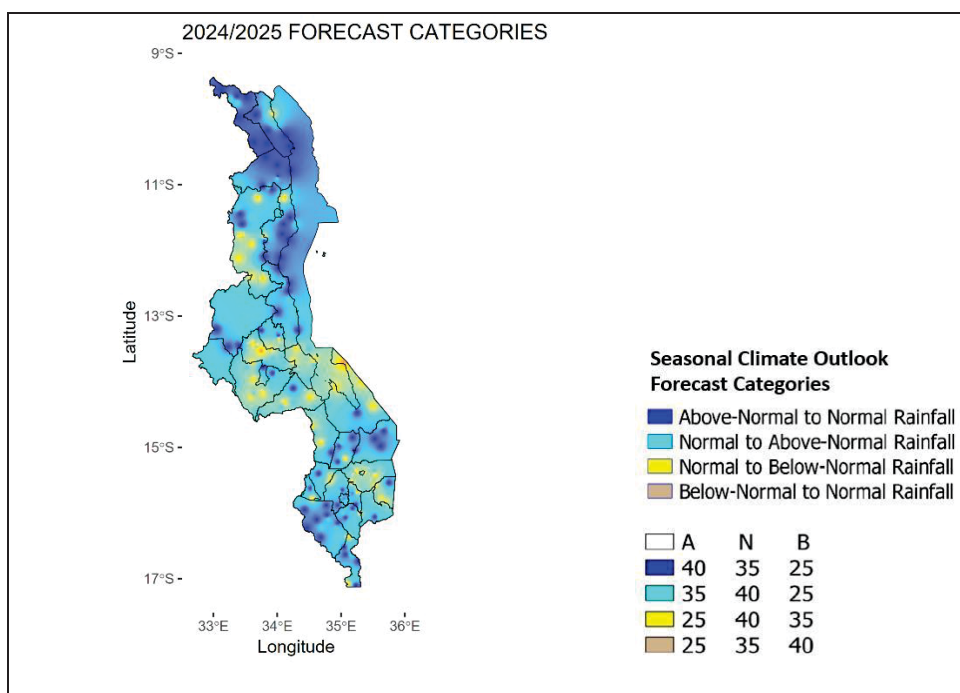 2024/2025 FORECAST CATEGORIES
9°S
11°S
13°S
15°S
17°S
Latitude
33°E 34°E 35°E 36°E
Longitude
Seasonal Climate Outlook
Forecast Categories
Above-Normal to Normal Rainfall
Normal to Above-Normal Rainfall
Normal to Below-Normal Rainfall
Below-Normal to Normal Rainfall
A N B
40 35 25
35 40 25
25 40 35
25 35 40